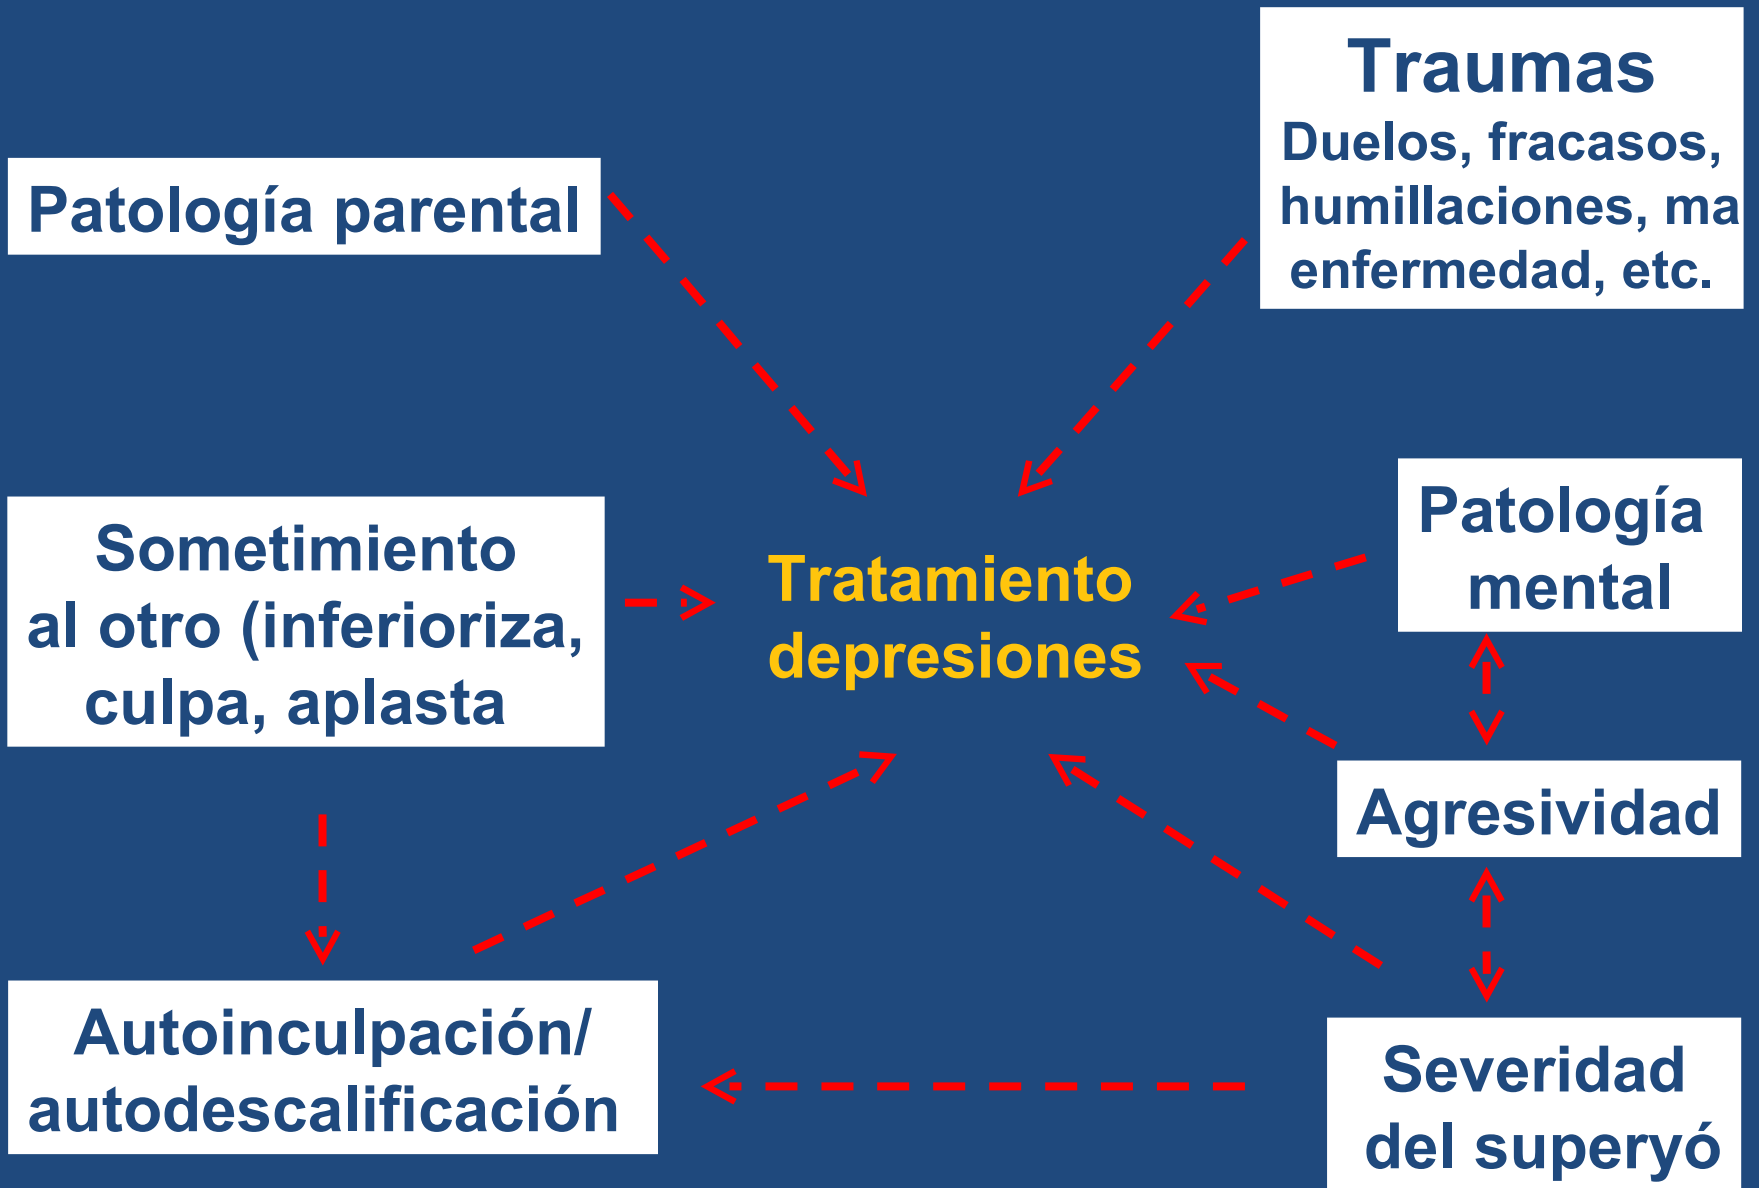 Traumas
Duelos, fracasos,
humillaciones, ma
enfermedad, etc.
Patología parental
Sometimiento
al otro (inferioriza,
culpa, aplasta
Tratamiento
depresiones
Patología
mental
Agresividad
Autoinculpación/
autodescalificación
Severidad
del superyó